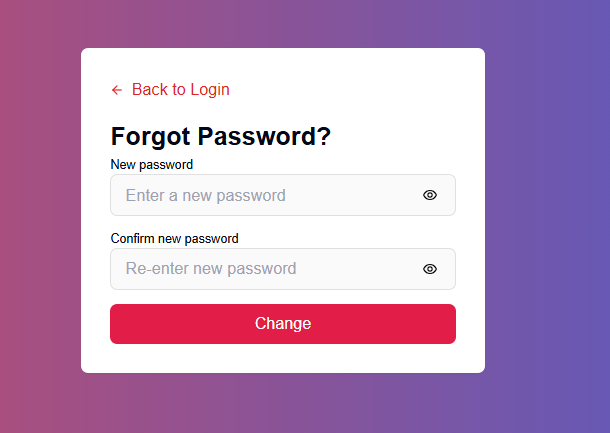 Back to Login
Forgot Password?
New password
Enter a new password
Confirm new password
Re-enter new password
Change